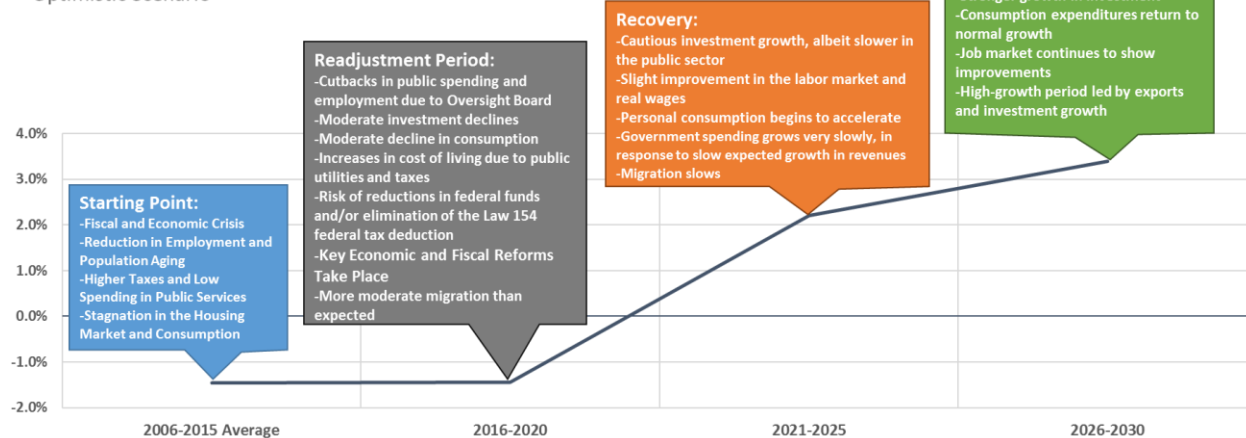 Optimistic Scenario
Stronger growth in investment
-Consumption expenditures return to
normal growth
-Job market continues to show
improvements
-High-growth period led by exports
and investment growth
Recovery:
-Cautious investment growth, albeit slower in
the public sector
-Slight improvement in the labor market and
real wages
-Personal consumption begins to accelerate
-Government spending grows very slowly, in
response to slow expected growth in revenues
-Migration slows
Readjustment Period:
-Cutbacks in public spending and
employment due to Oversight Board
-Moderate investment declines
-Moderate decline in consumption
-Increases in cost of living due to public
utilities and taxes
-Risk of reductions in federal funds
and/or elimination of the Law 154
federal tax deduction
-Key Economic and Fiscal Reforms
Take Place
-More moderate migration than
expected
Starting Point:
-Fiscal and Economic Crisis
-Reduction in Employment and
Population Aging
-Higher Taxes and Low
Spending in Public Services
-Stagnation in the Housing
Market and Consumption
4.0%
3.0%
2.0%
1.0%
0.0%
-1.0%
-2.0%
2006-2015 Average
2016-2020
2021-2025
2026-2030